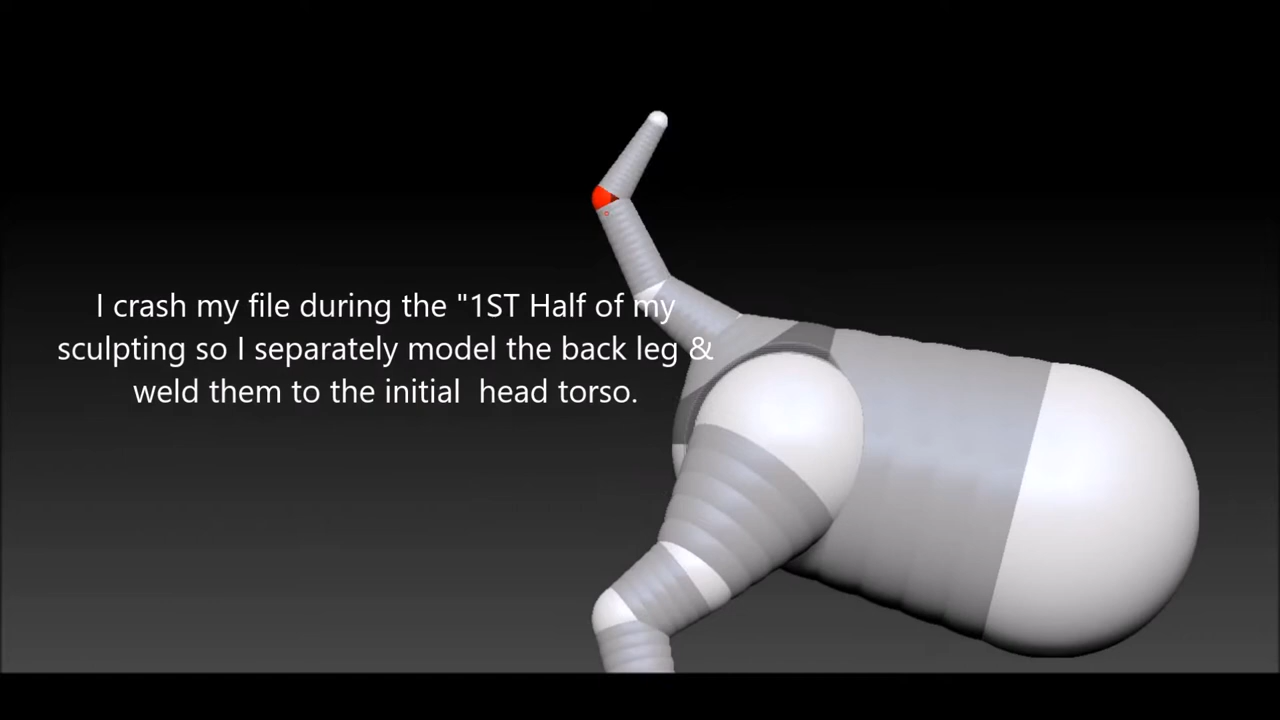 I crash my file during the "1ST Half of my
sculpting so I separately model the back leg &
weld them to the initial  head torso.